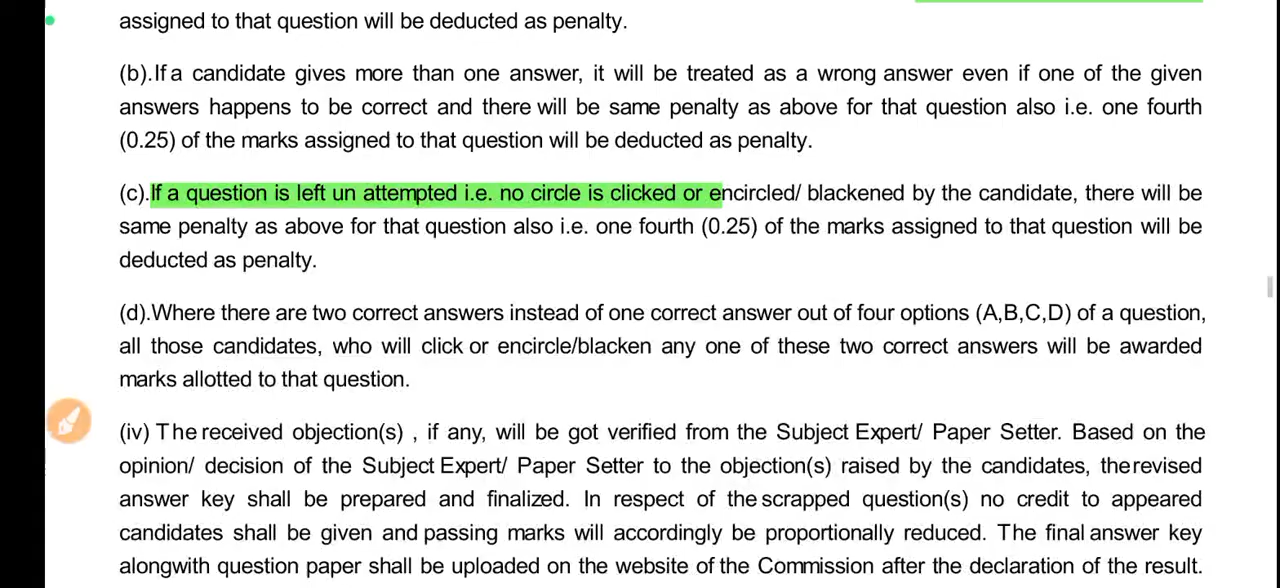 assigned to that question will be deducted as penalty.
(b).If a candidate gives more than one answer, it will be treated as a wrong answer even if one of the given
answers happens to be correct and there will be same penalty as above for that question also i.e. one fourth
(0.25) of the marks assigned to that question will be deducted as penalty.
(c).If a question is left un attempted i.e. no circle is clicked or encircled/ blackened by the candidate, there will be
same penalty as above for that question also i.e. one fourth (0.25) of the marks assigned to that question will be
deducted as penalty.
(d).Where there are two correct answers instead of one correct answer out of four options (A,B,C,D) of a question,
all those candidates, who will click or encircle/blacken any one of these two correct answers will be awarded
marks allotted to that question.
(iv) The received objection(s) , if any, will be got verified from the Subject Expert/ Paper Setter. Based on the
opinion/ decision of the Subject Expert/ Paper Setter to the objection(s) raised by the candidates, therevised
answer key shall be prepared and finalized. In respect of the scrapped question(s) no credit to appeared
candidates shall be given and passing marks will accordingly be proportionally reduced. The final answer key
alongwith question paper shall be uploaded on the website of the Commission after the declaration of the result.